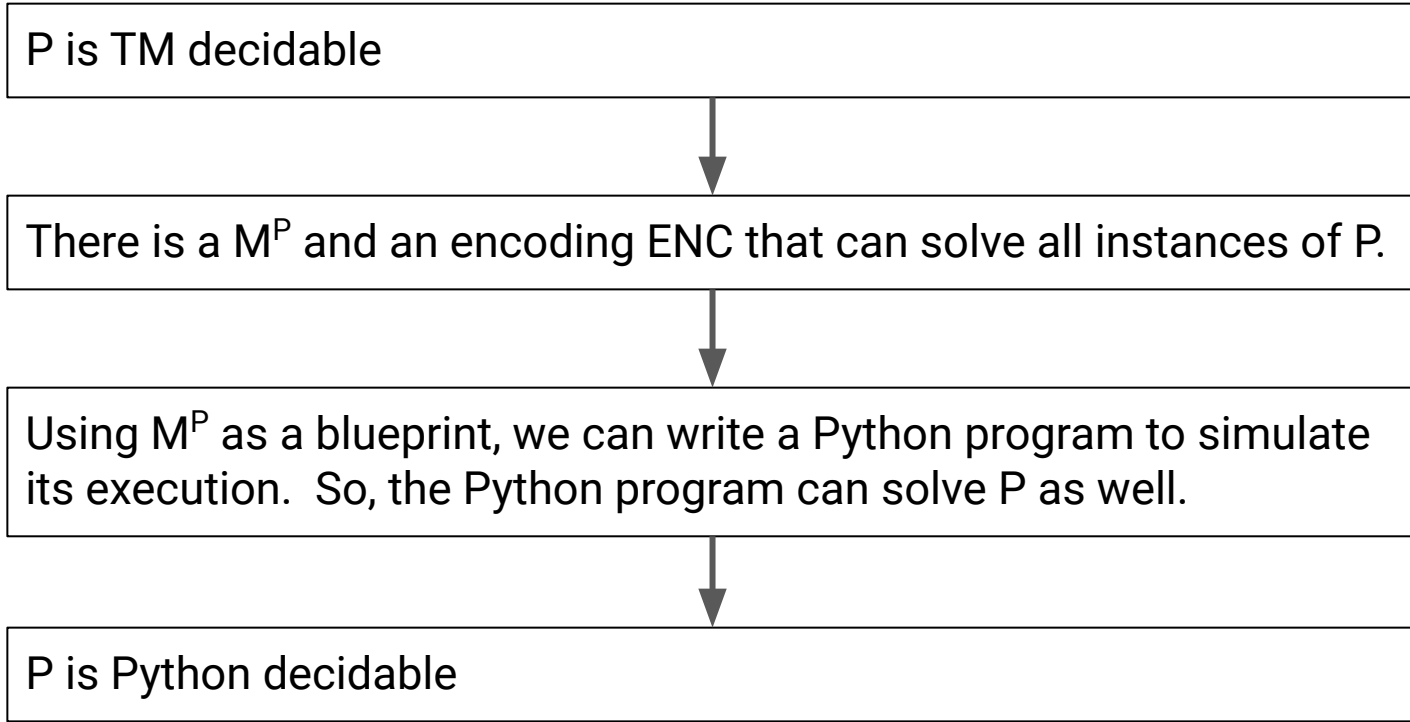 P is TM decidable
There is a Mᴾ and an encoding ENC that can solve all instances of P.
Using Mᴾ as a blueprint, we can write a Python program to simulate
its execution.  So, the Python program can solve P as well.
P is Python decidable